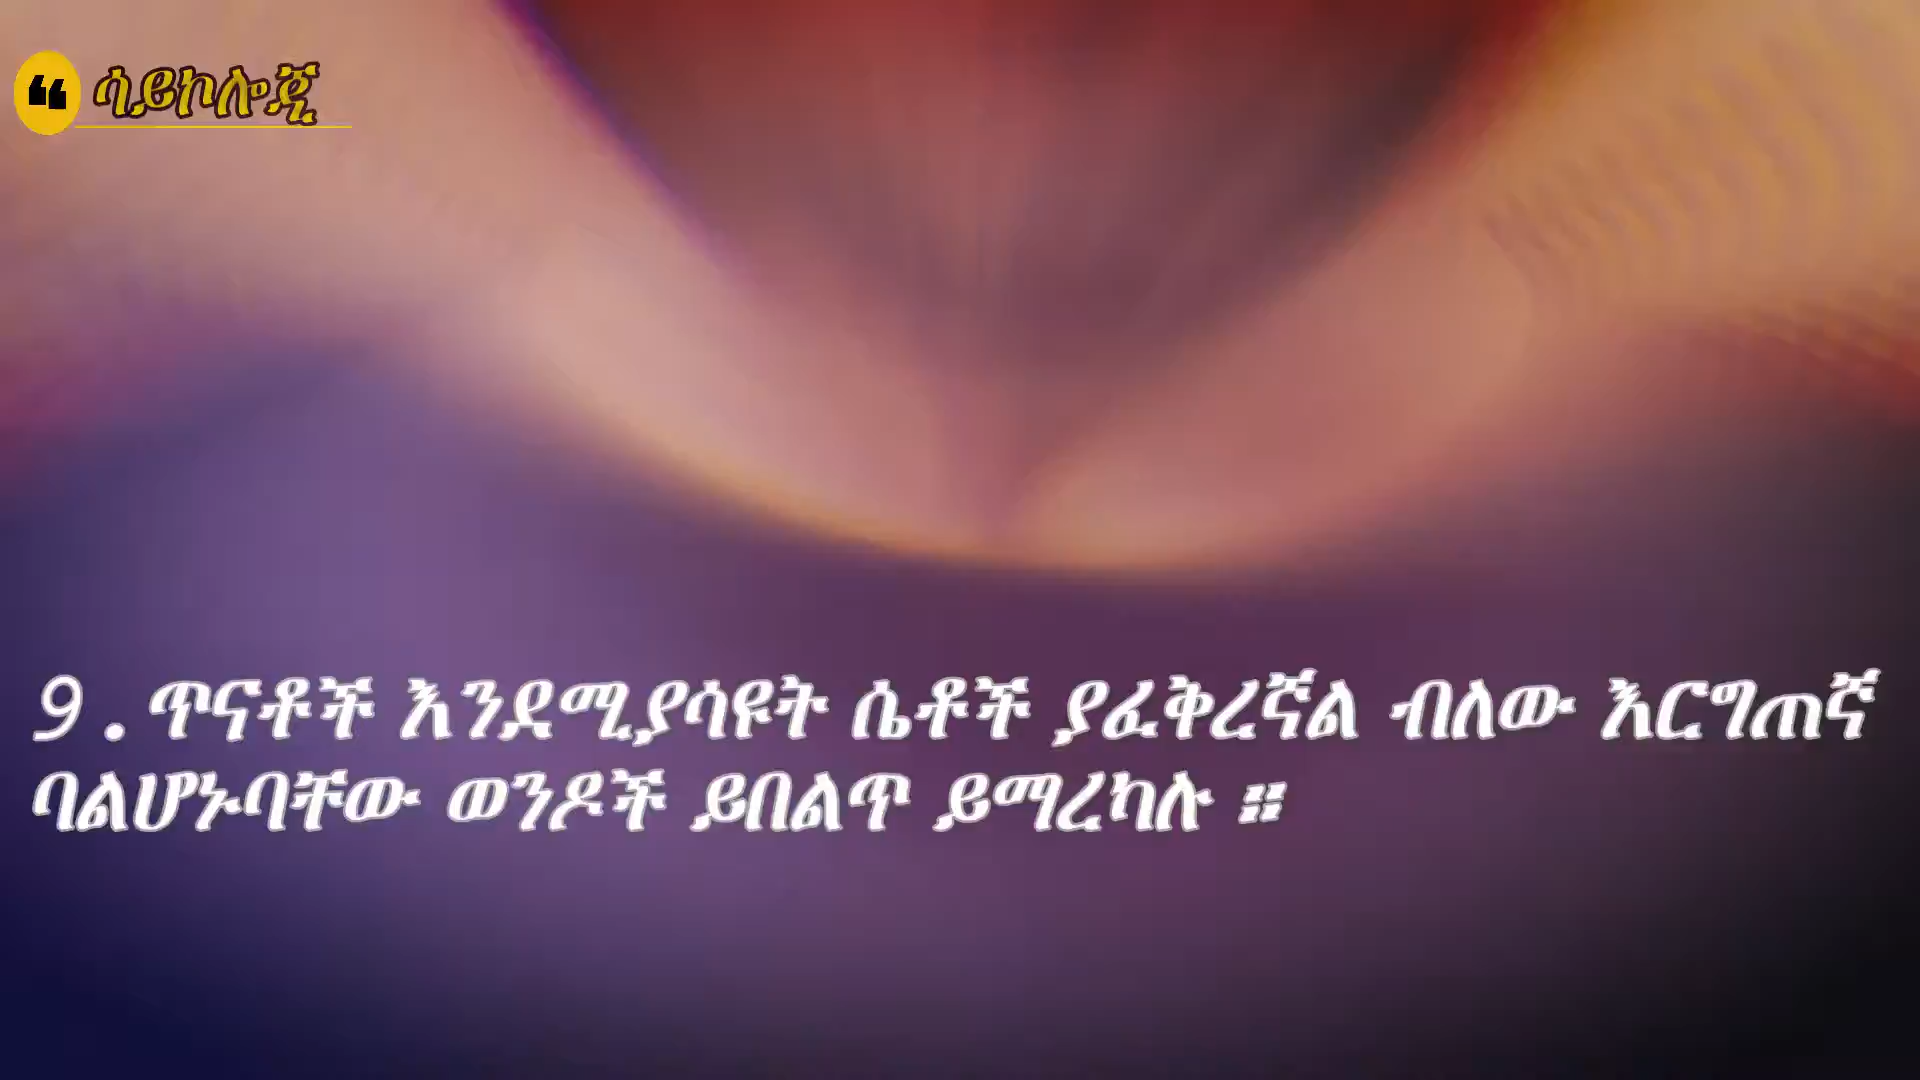 ❝ ሳይኮሎጂ
9 . ጥናቶች እንደሚያሳዩት ሴቶች ያፈቅረኛል ብለው እርግጠኛ
ባልሆኑባቸው ወንዶች ይበልጥ ይማረካሉ ።።